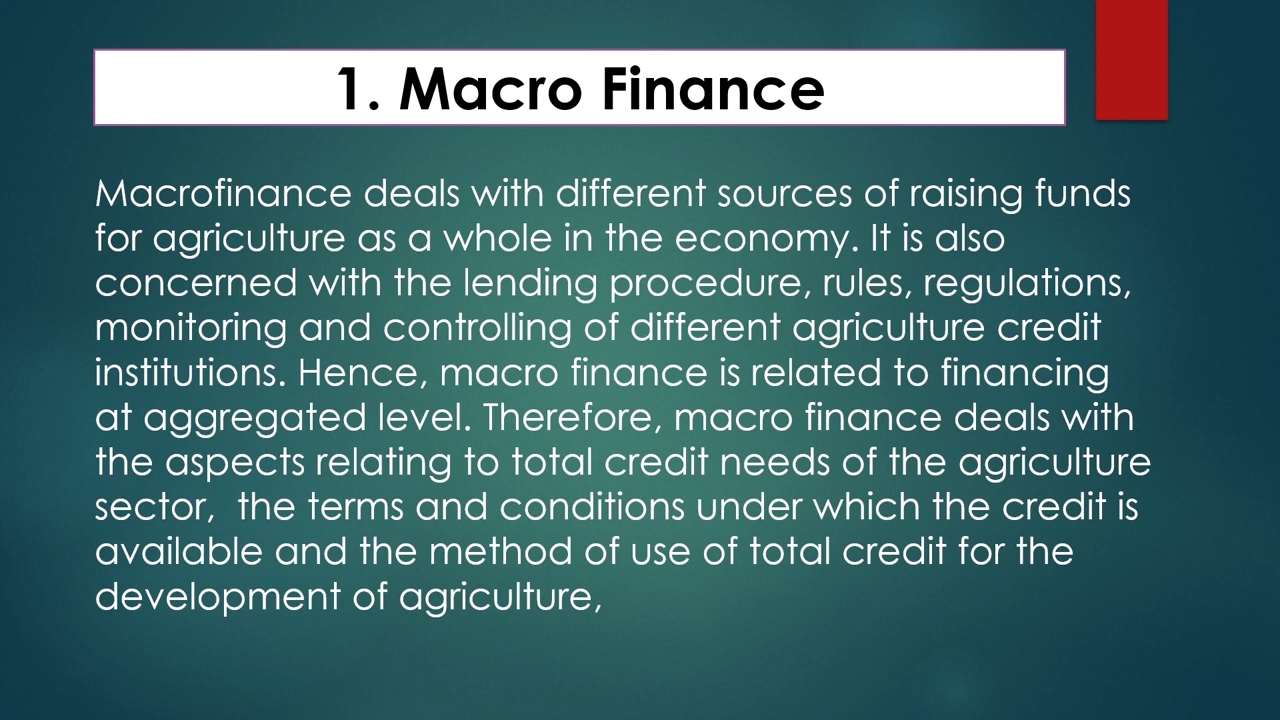 1. Macro Finance
Macrofinance deals with different sources of raising funds
for agriculture as a whole in the economy. It is also
concerned with the lending procedure, rules, regulations,
monitoring and controlling of different agriculture credit
institutions. Hence, macro finance is related to financing
at aggregated level. Therefore, macro finance deals with
the aspects relating to total credit needs of the agriculture
sector,  the terms and conditions under which the credit is
available and the method of use of total credit for the
development of agriculture,